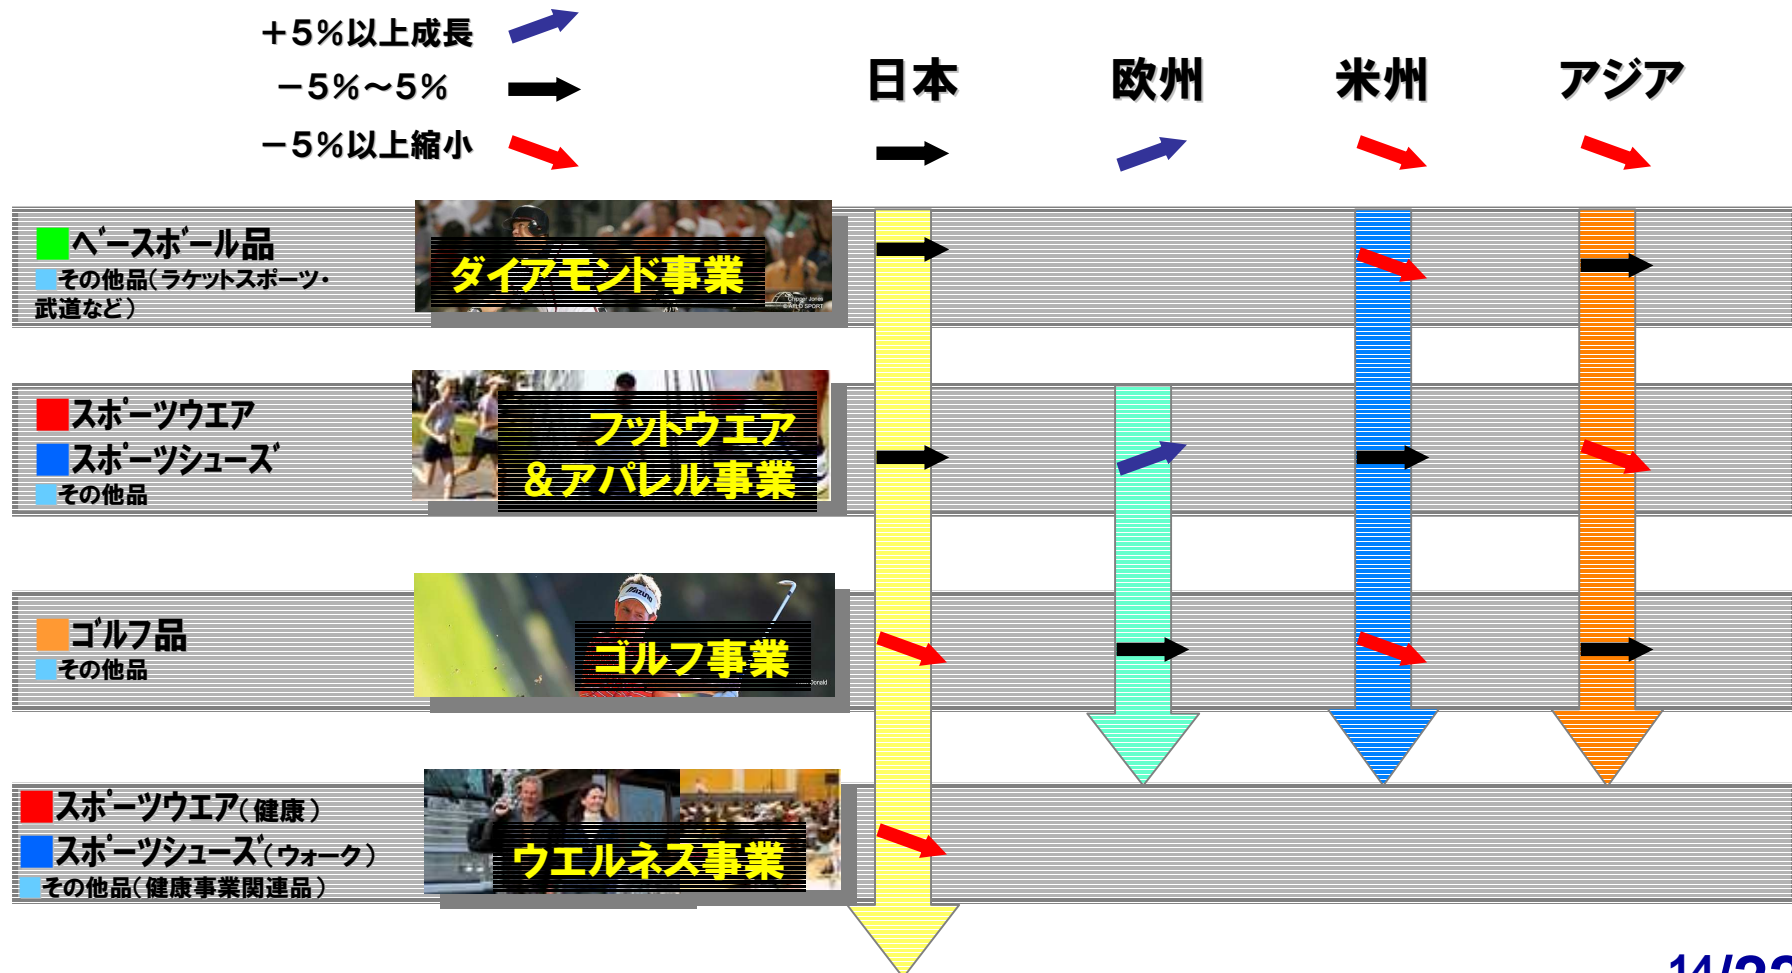 ＋5％以上成長
－5％～5％
－5％以上縮小
日本 欧州 米州 アジア
ベースボール品
その他品（ラケットスポーツ・
武道など）
ダイアモンド事業
Chipper Jones
©AFLO SPORT
スポーツウエア
スポーツシューズ
その他品
フットウエア
＆アパレル事業
ゴルフ品
その他品
MIZUNO
ゴルフ事業
Donald
スポーツウエア（健康）
スポーツシューズ（ウォーク）
その他品（健康事業関連品）
ウエルネス事業